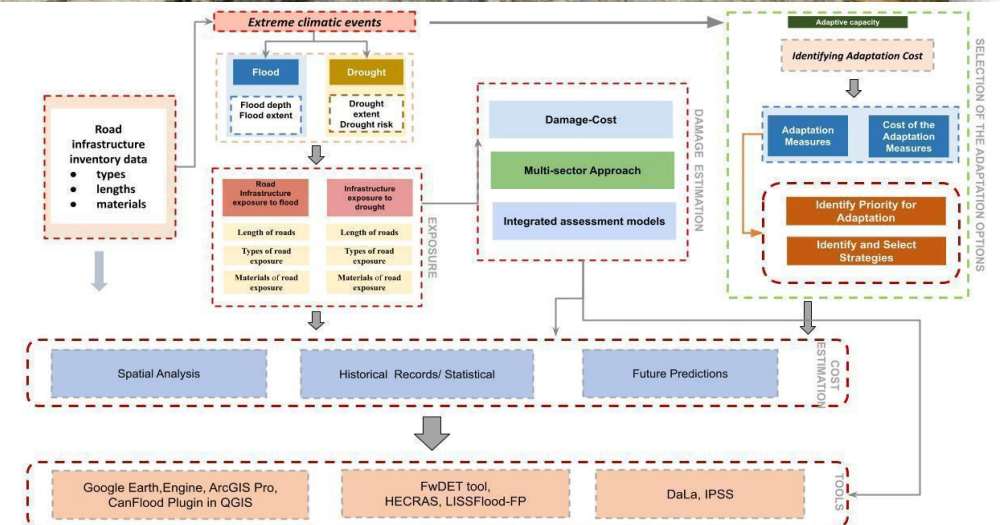 Extreme climatic events
Flood
Flood depth
Flood extent
Drought
Drought
extent
Drought risk
Road
infrastructure
inventory data
● types
● lengths
● materials
Road
Infrastructure
exposure to flood
Length of roads
Types of road
exposure
Materials of road
exposure
Infrastructure
exposure to
drought
Length of roads
Types of road
exposure
Materials of road
exposure
EXPOSURE
Damage-Cost
Multi-sector Approach
Integrated assessment models
DAMAGE ESTIMATION
Adaptive capacity
Identifying Adaptation Cost
Adaptation
Measures
Cost of the
Adaptation
Measures
Identify Priority for
Adaptation
Identify and Select
Strategies
SELECTION OF THE ADAPTATION OPTIONS
Spatial Analysis
Historical Records/ Statistical
Future Predictions
COST
ESTIMATION
Google Earth,Engine, ArcGIS Pro,
CanFlood Plugin in QGIS
FwDET tool,
HECRAS, LISSFlood-FP
DaLa, IPSS
TOOLS